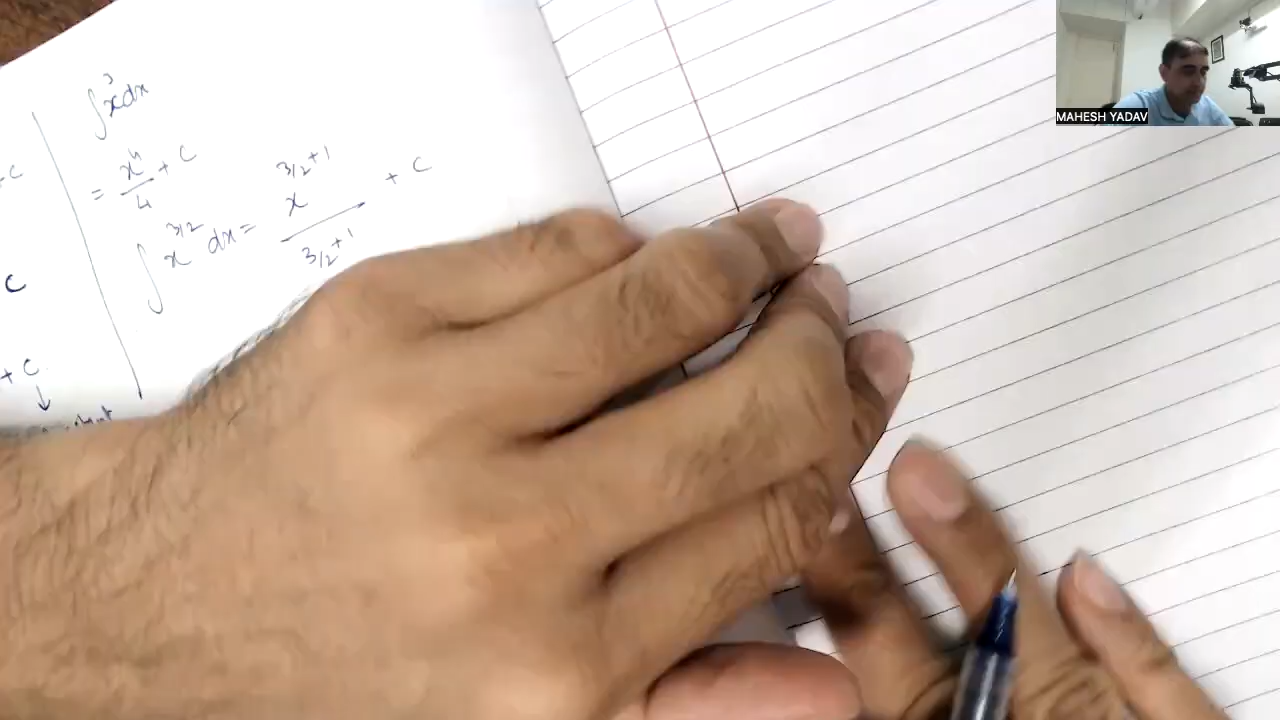 ∫x³dx
= x⁴/4 + C
∫x^{3/2} dx = x^{3/2+1}/(3/2+1) + C
+C
C
+ C
↓
MAHESH YADAV